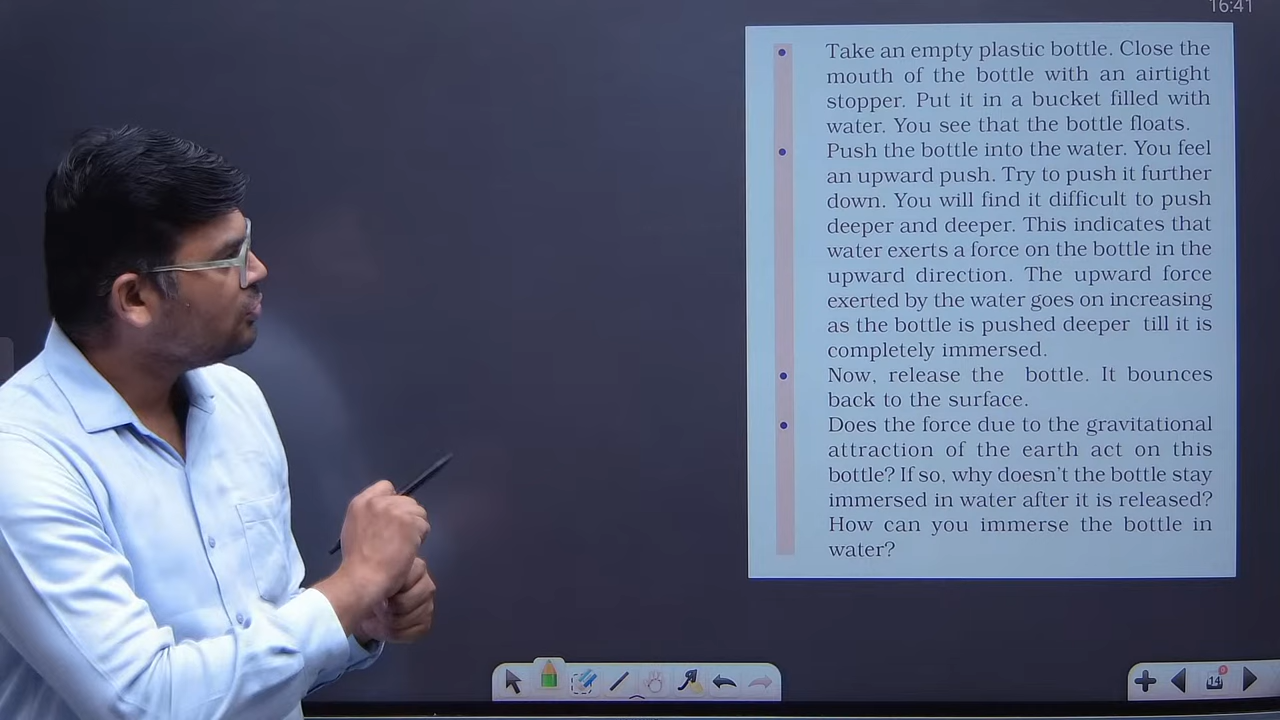 16:41
Take an empty plastic bottle. Close the
mouth of the bottle with an airtight
stopper. Put it in a bucket filled with
water. You see that the bottle floats.
Push the bottle into the water. You feel
an upward push. Try to push it further
down. You will find it difficult to push
deeper and deeper. This indicates that
water exerts a force on the bottle in the
upward direction. The upward force
exerted by the water goes on increasing
as the bottle is pushed deeper till it is
completely immersed.
Now, release the bottle. It bounces
back to the surface.
Does the force due to the gravitational
attraction of the earth act on this
bottle? If so, why doesn't the bottle stay
immersed in water after it is released?
How can you immerse the bottle in
water?
14